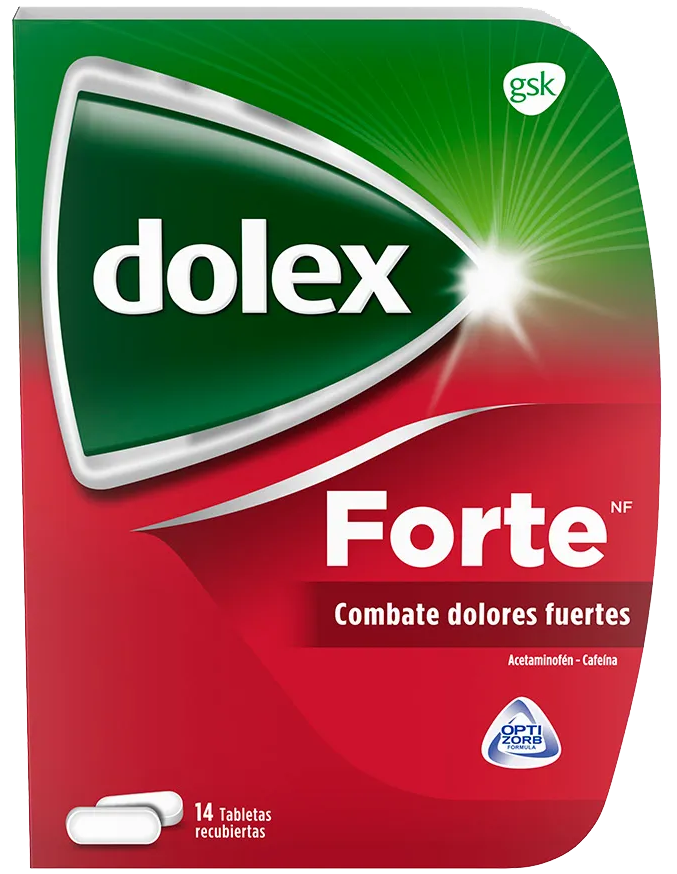 gsk
dolex
Forte NF
Combate dolores fuertes
Acetaminofén - Cafeína
OPTI
ZORB
FORMULA
14 Tabletas
recubiertas